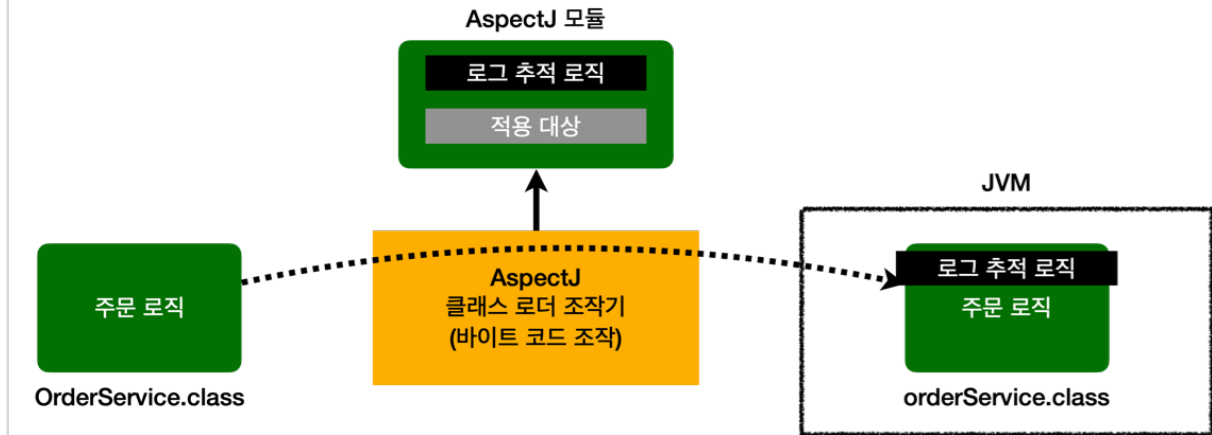 AspectJ 모듈
로그 추적 로직
적용 대상
JVM
주문 로직
AspectJ
클래스 로더 조작기
(바이트 코드 조작)
로그 추적 로직
주문 로직
OrderService.class
orderService.class